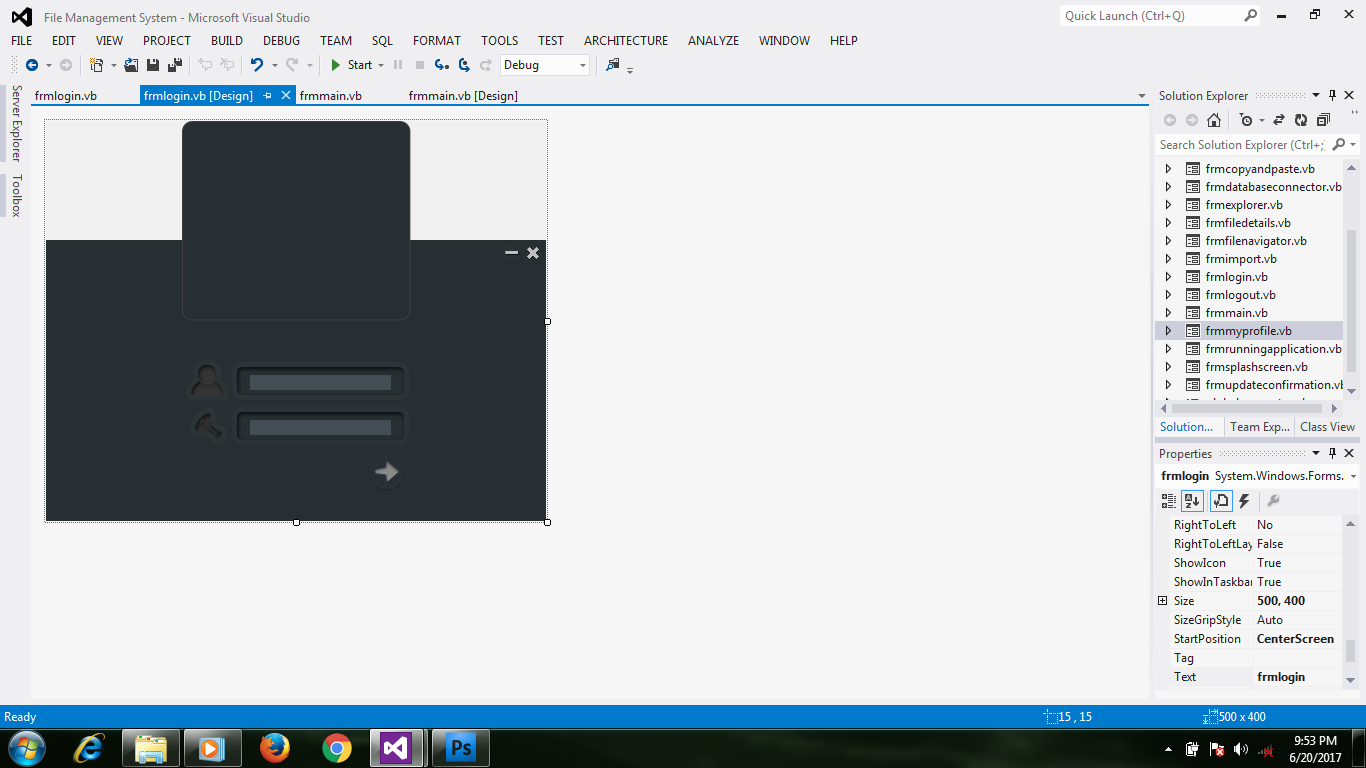 File Management System - Microsoft Visual Studio
Quick Launch (Ctrl+Q)
FILE EDIT VIEW PROJECT BUILD DEBUG TEAM SQL FORMAT TOOLS TEST ARCHITECTURE ANALYZE WINDOW HELP
Start Debug
Server Explorer
Toolbox
frmlogin.vb frmlogin.vb [Design] frmmain.vb frmmain.vb [Design]
Solution Explorer
Search Solution Explorer (Ctrl+;
frmcopyandpaste.vb
frmdatabaseconnector.vb
frmexplorer.vb
frmfiledetails.vb
frmfilenavigator.vb
frmimport.vb
frmlogin.vb
frmlogout.vb
frmmain.vb
frmmyprofile.vb
frmrunningapplication.vb
frmsplashscreen.vb
frmupdateconfirmation.vb
Solution... Team Exp... Class View
Properties
frmlogin System.Windows.Forms.
RightToLeft No
RightToLeftLay False
ShowIcon True
ShowInTaskbar True
Size 500, 400
SizeGripStyle Auto
StartPosition CenterScreen
Tag
Text frmlogin
Ready 15 , 15 500 x 400
Ps
9:53 PM
6/20/2017